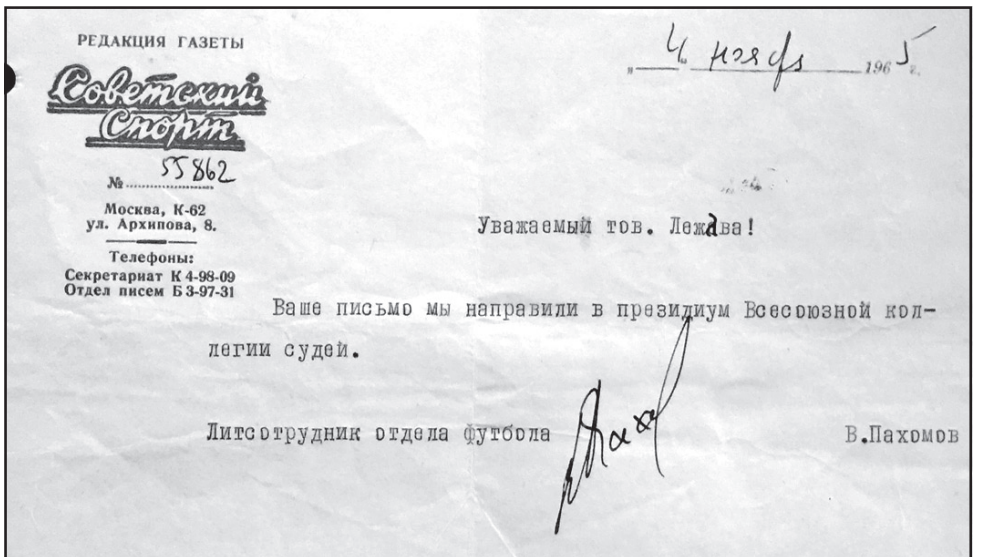 РЕДАКЦИЯ ГАЗЕТЫ
Советский
Спорт
№ 55862
Москва, К-62
ул. Архипова, 8.
Телефоны:
Секретариат К 4-98-09
Отдел писем Б 3-97-31
„ 4 " ноября 1965 г.
Уважаемый тов. Лежава!
Ваше письмо мы направили в президиум Всесоюзной кол-
легии судей.
Литсотрудник отдела футбола В.Пахомов